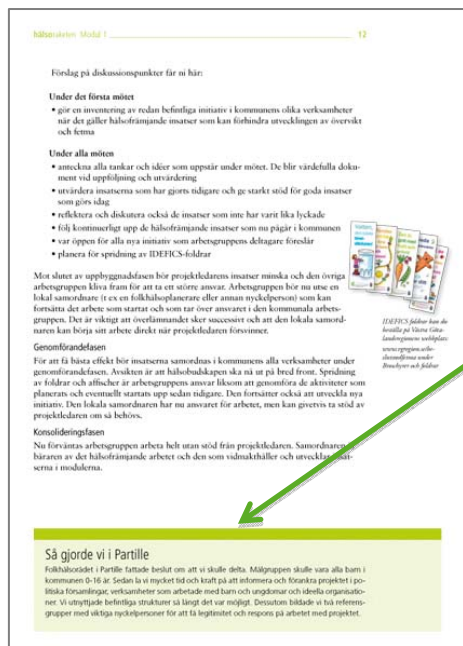 hälsoraketen Modul 1 12
Förslag på diskussionspunkter får ni här:
Under det första mötet
• gör en inventering av redan befintliga initiativ i kommunens olika verksamheter
när det gäller hälsofrämjande insatser som kan förhindra utvecklingen av övervikt
och fetma
Under alla möten
• anteckna alla tankar och idéer som uppstår under mötet. De blir värdefulla doku-
ment vid uppföljning och utvärdering
• utvärdera insatserna som har gjorts tidigare och ge starkt stöd för goda insatser
som görs idag
• reflektera och diskutera också de insatser som inte har varit lika lyckade
• följ kontinuerligt upp de hälsofrämjande insatser som nu pågår i kommunen
• var öppen för alla nya initiativ som arbetsgruppens deltagare föreslår
• planera för spridning av IDEFICS-foldrar
Mot slutet av uppbyggnadsfasen bör projektledarens insatser minska och den övriga
arbetsgruppen kliva fram för att ta ett större ansvar. Arbetsgruppen bör nu utse en
lokal samordnare (t ex en folkhälsoplanerare eller annan nyckelperson) som kan
fortsätta det arbete som startat och som tar över ansvaret i den kommunala arbets-
gruppen. Det är viktigt att överlämnandet sker successivt och att den lokala samord-
naren kan börja sitt arbete direkt när projektledaren försvinner.
IDEFICS foldrar kan du
beställa på Västra Göta-
landsregionens webbplats:
www.vgregion.se/be-
ställ under
Broschyrer och foldrar
Genomförandefasen
För att få bästa effekt bör insatserna samordnas i kommunens alla verksamheter under
genomförandefasen. Avsikten är att hälsobudskapen ska nå ut på bred front. Spridning
av foldrar och affischer är arbetsgruppens ansvar liksom att genomföra de aktiviteter som
planerats och eventuellt startats upp sedan tidigare. Den fortsätter också att utveckla nya
initiativ. Den lokala samordnaren har nu ansvaret för arbetet, men kan givetvis ta stöd av
projektledaren om så behövs.
Konsolideringsfasen
Nu förväntas arbetsgruppen arbeta helt utan stöd från projektledaren. Samordnaren
bäraren av det hälsofrämjande arbetet och den som vidmakthåller och utvecklar insat-
serna i modulerna.
Så gjorde vi i Partille
Folkhälsorådet i Partille fattade beslut om att vi skulle delta. Målgruppen skulle vara alla barn i
kommunen 0-16 år. Sedan la vi mycket tid och kraft på att informera och förankra projektet i po-
litiska församlingar, verksamheter som arbetade med barn och ungdomar och ideella organisatio-
ner. Vi utnyttjade befintliga strukturer så långt det var möjligt. Dessutom bildade vi två referens-
grupper med viktiga nyckelpersoner för att få legitimitet och respons på arbetet med projektet.